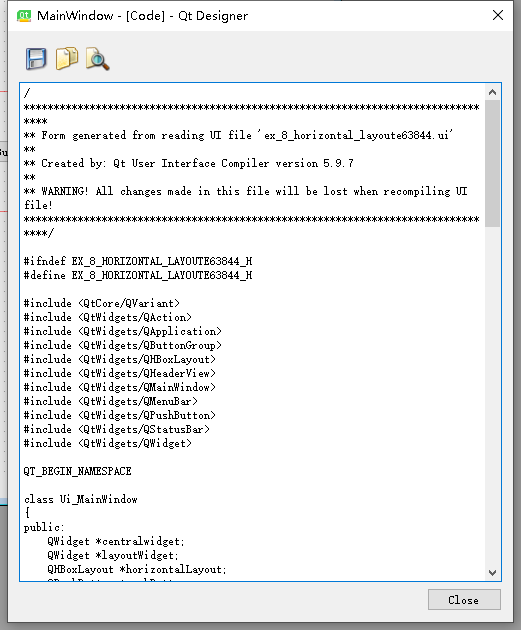 MainWindow - [Code] - Qt Designer
/
****************************************************************************
****
** Form generated from reading UI file 'ex_8_horizontal_layoute63844.ui'
**
** Created by: Qt User Interface Compiler version 5.9.7
**
** WARNING! All changes made in this file will be lost when recompiling UI
file!
****************************************************************************
****/
#ifndef EX_8_HORIZONTAL_LAYOUTE63844_H
#define EX_8_HORIZONTAL_LAYOUTE63844_H
#include <QtCore/QVariant>
#include <QtWidgets/QAction>
#include <QtWidgets/QApplication>
#include <QtWidgets/QButtonGroup>
#include <QtWidgets/QHBoxLayout>
#include <QtWidgets/QHeaderView>
#include <QtWidgets/QMainWindow>
#include <QtWidgets/QMenuBar>
#include <QtWidgets/QPushButton>
#include <QtWidgets/QStatusBar>
#include <QtWidgets/QWidget>
QT_BEGIN_NAMESPACE
class Ui_MainWindow
{
public:
QWidget *centralwidget;
QWidget *layoutWidget;
QHBoxLayout *horizontalLayout;
Close